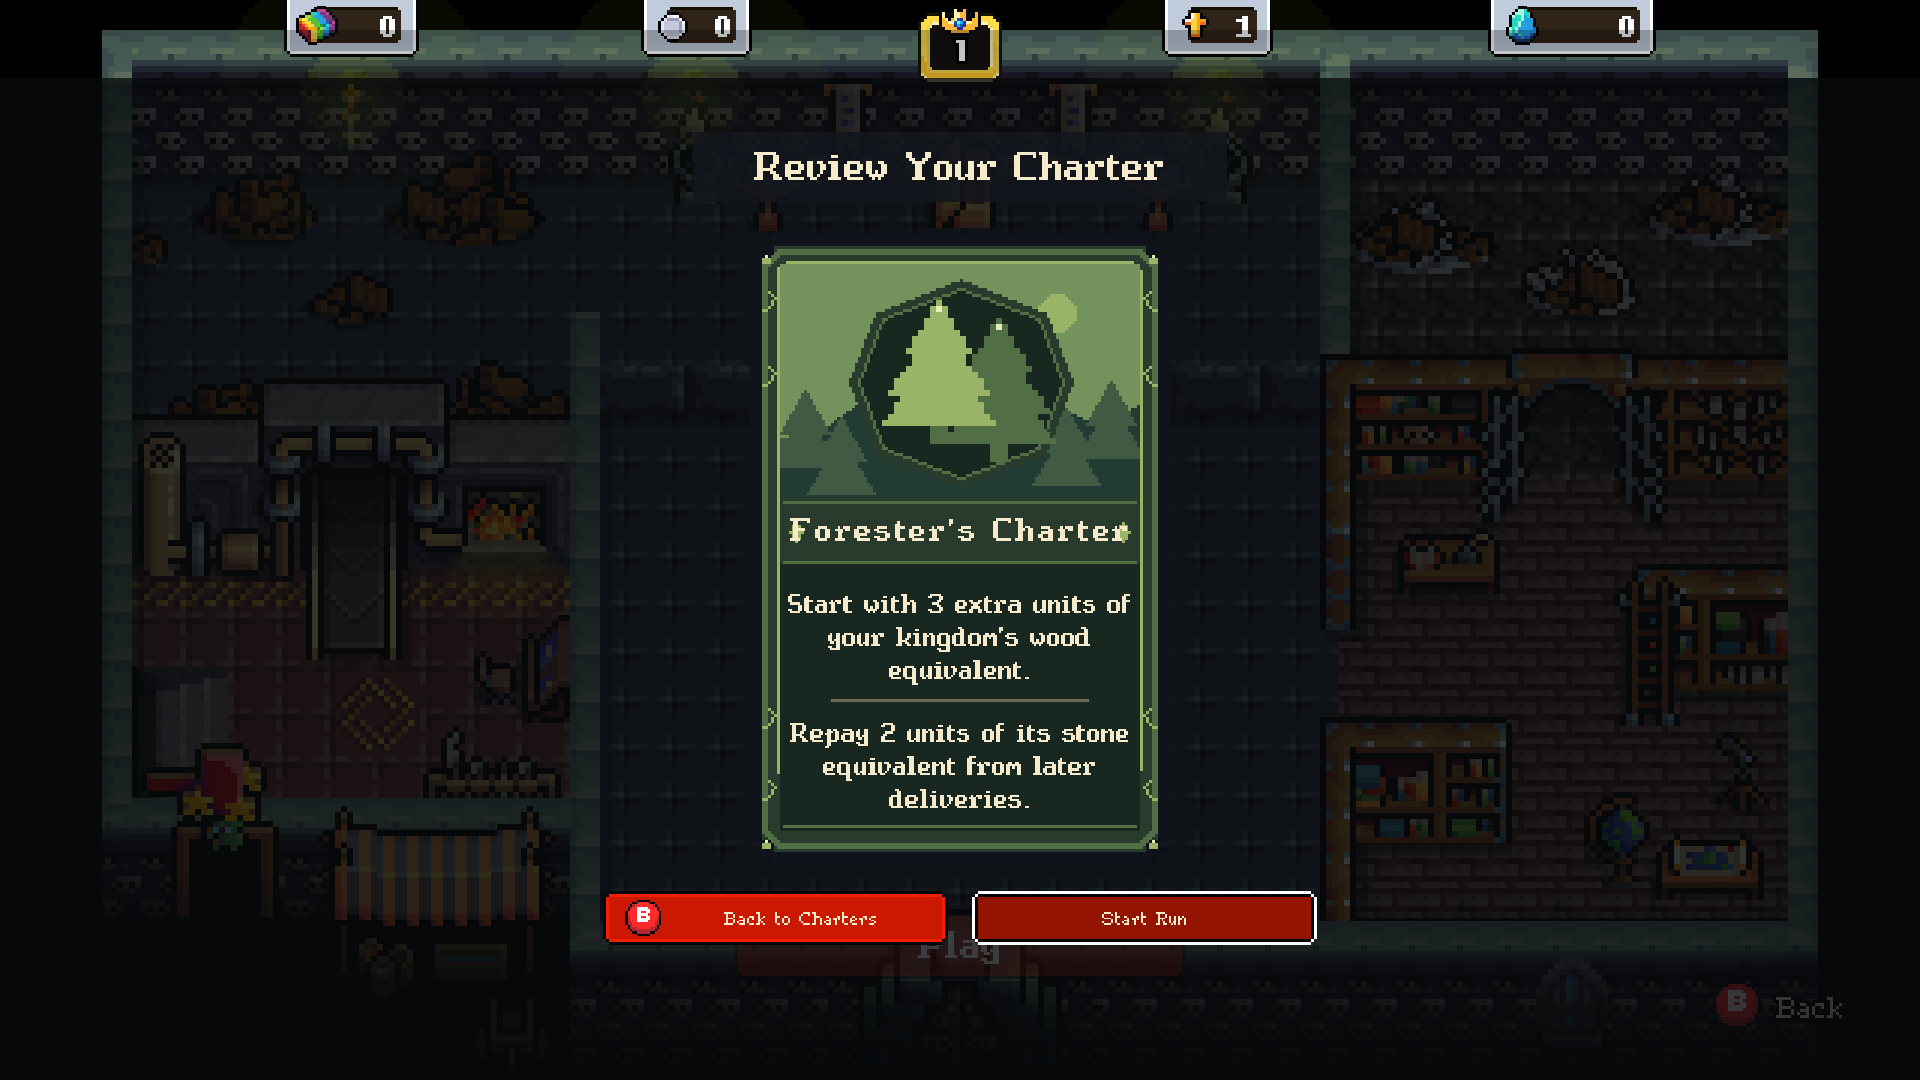 0
0
1
1
0
Review Your Charter
Forester's Charter
Start with 3 extra units of
your kingdom's wood
equivalent.
Repay 2 units of its stone
equivalent from later
deliveries.
B Back to Charters
Start Run
Play
B Back